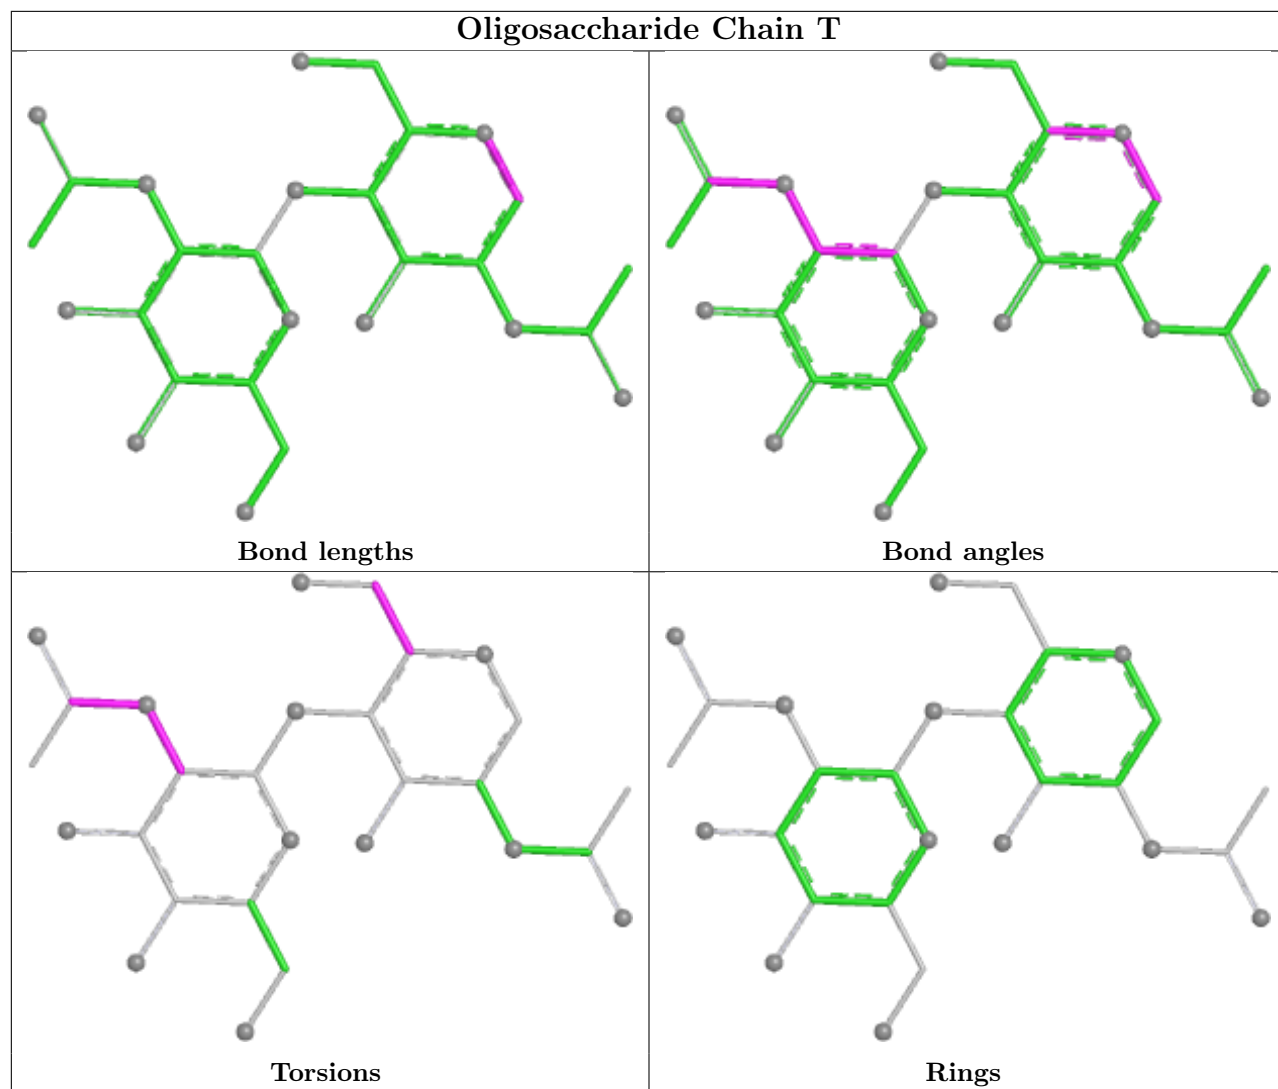 Oligosaccharide Chain T
Bond lengths
Bond angles
Torsions
Rings